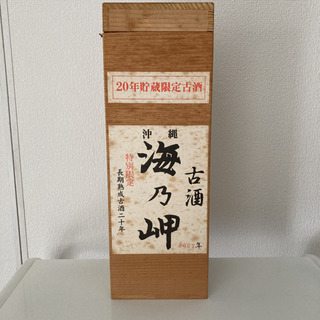 20年貯蔵限定古酒
沖縄
古酒
海乃岬
特別限定
長期熟成古酒二十年